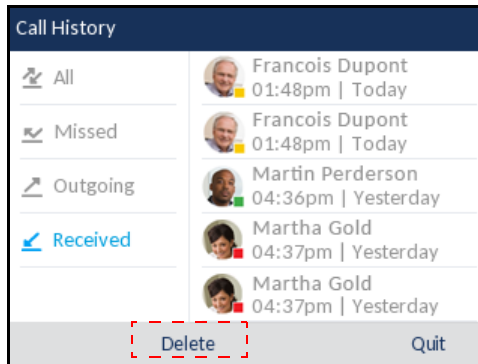 Call History
All
Missed
Outgoing
Received
Francois Dupont
01:48pm | Today
Francois Dupont
01:48pm | Today
Martin Perderson
04:36pm | Yesterday
Martha Gold
04:37pm | Yesterday
Martha Gold
04:37pm | Yesterday
Delete
Quit